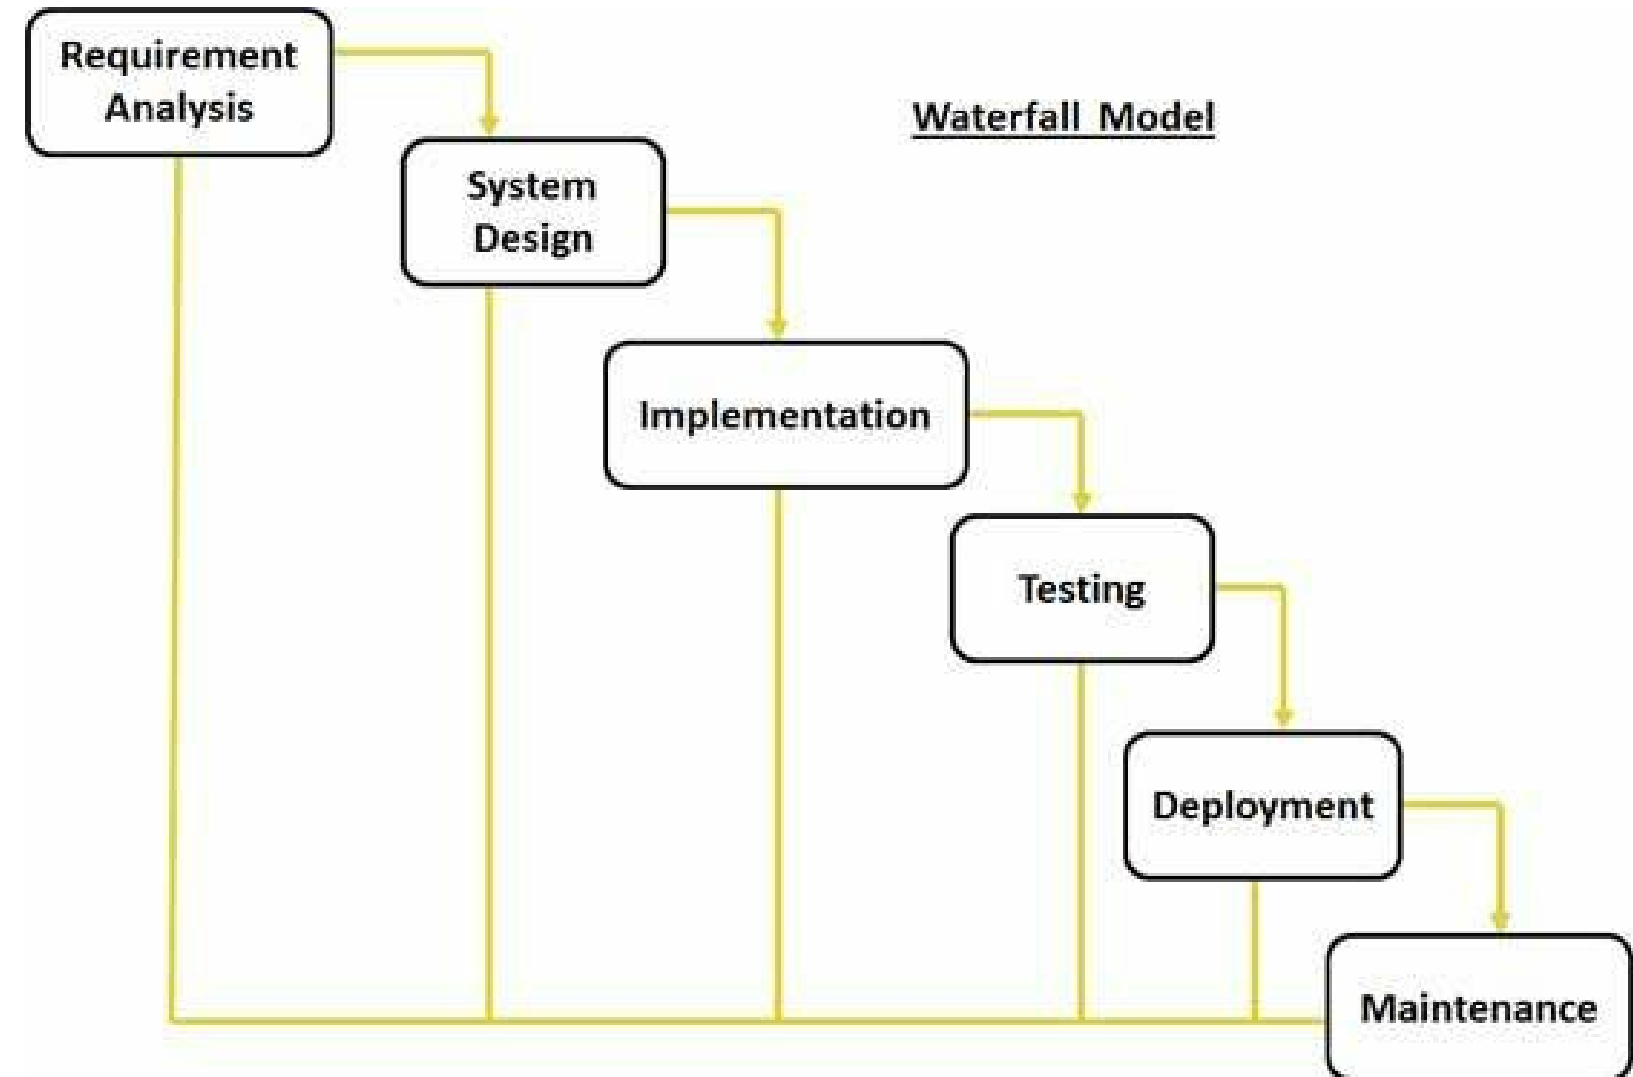 Requirement
Analysis
Waterfall Model
System
Design
Implementation
Testing
Deployment
Maintenance